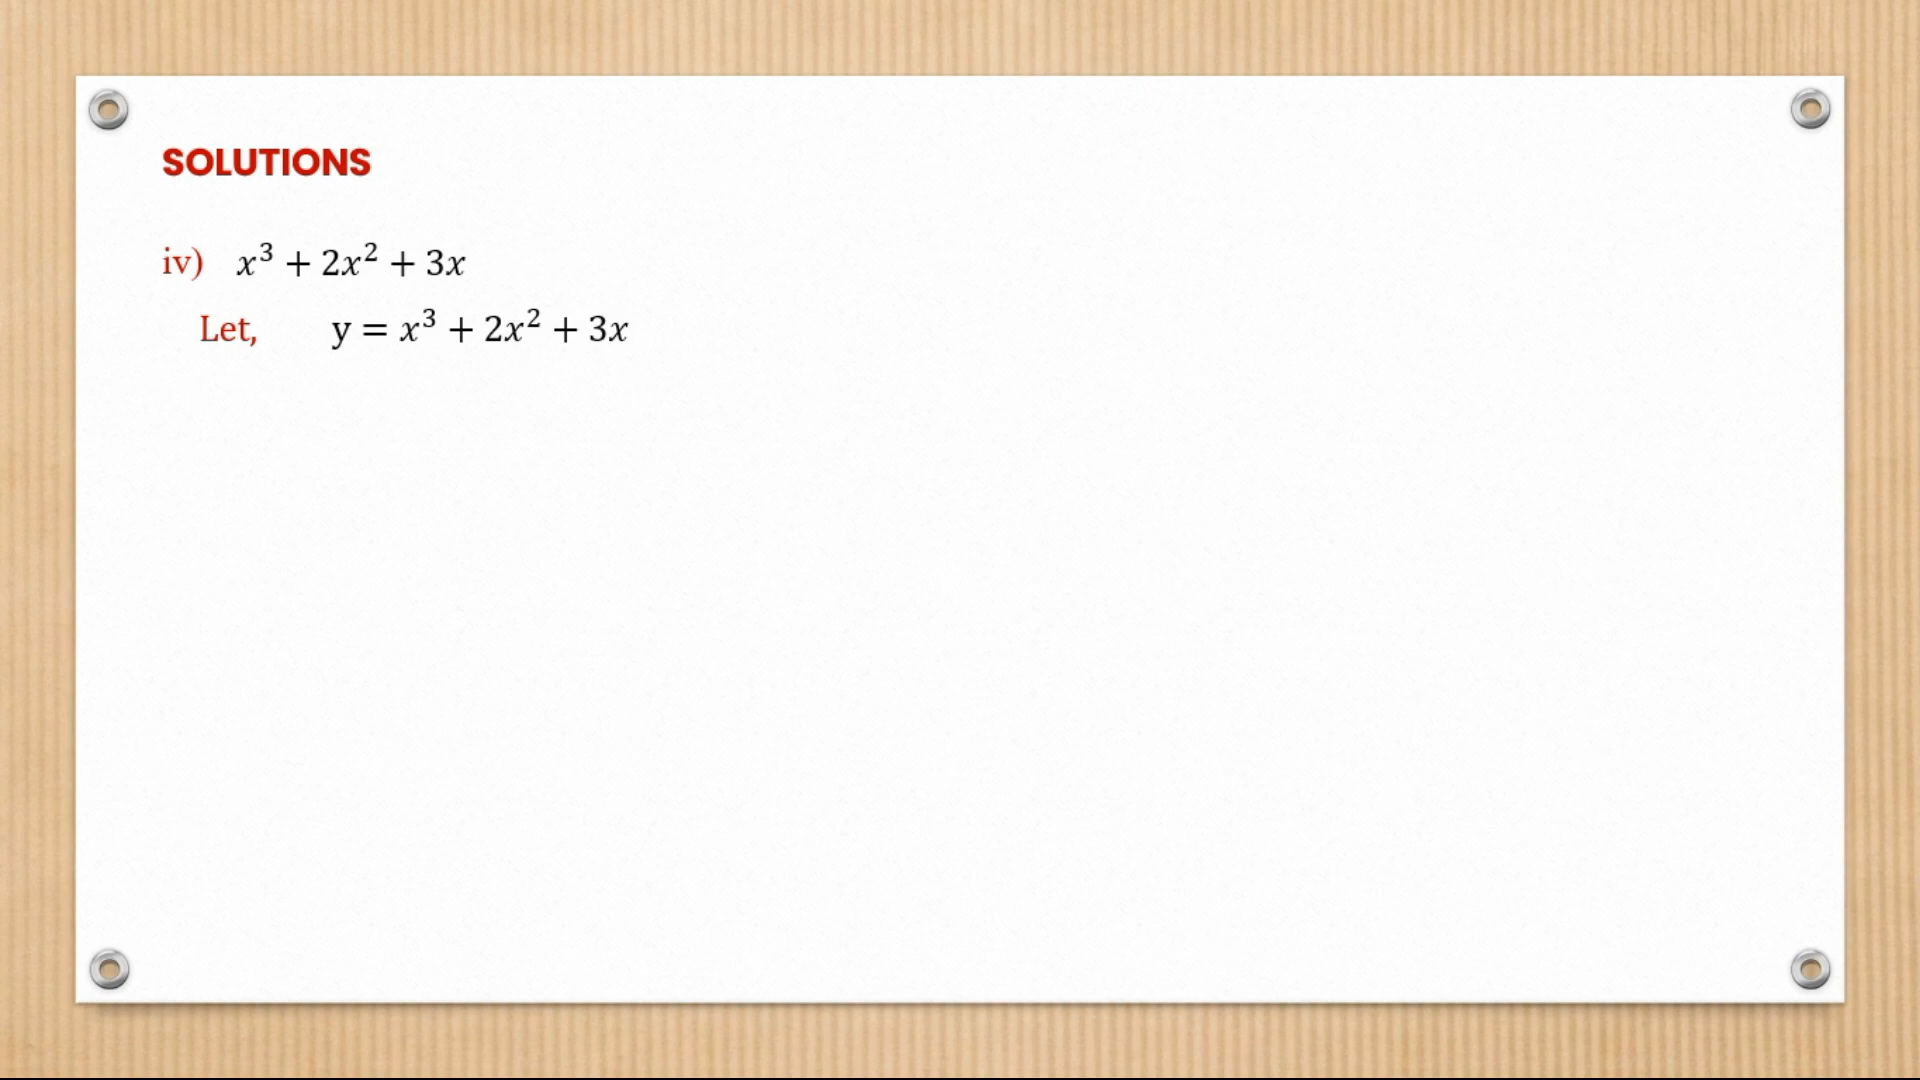 SOLUTIONS
iv) x³ + 2x² + 3x
Let, y = x³ + 2x² + 3x